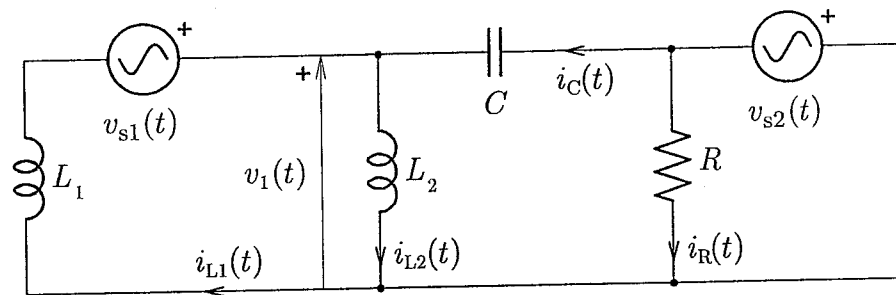 +
+
+
v_s1(t)
C
i_C(t)
v_s2(t)
L_1
v_1(t)
L_2
R
i_L1(t)
i_L2(t)
i_R(t)